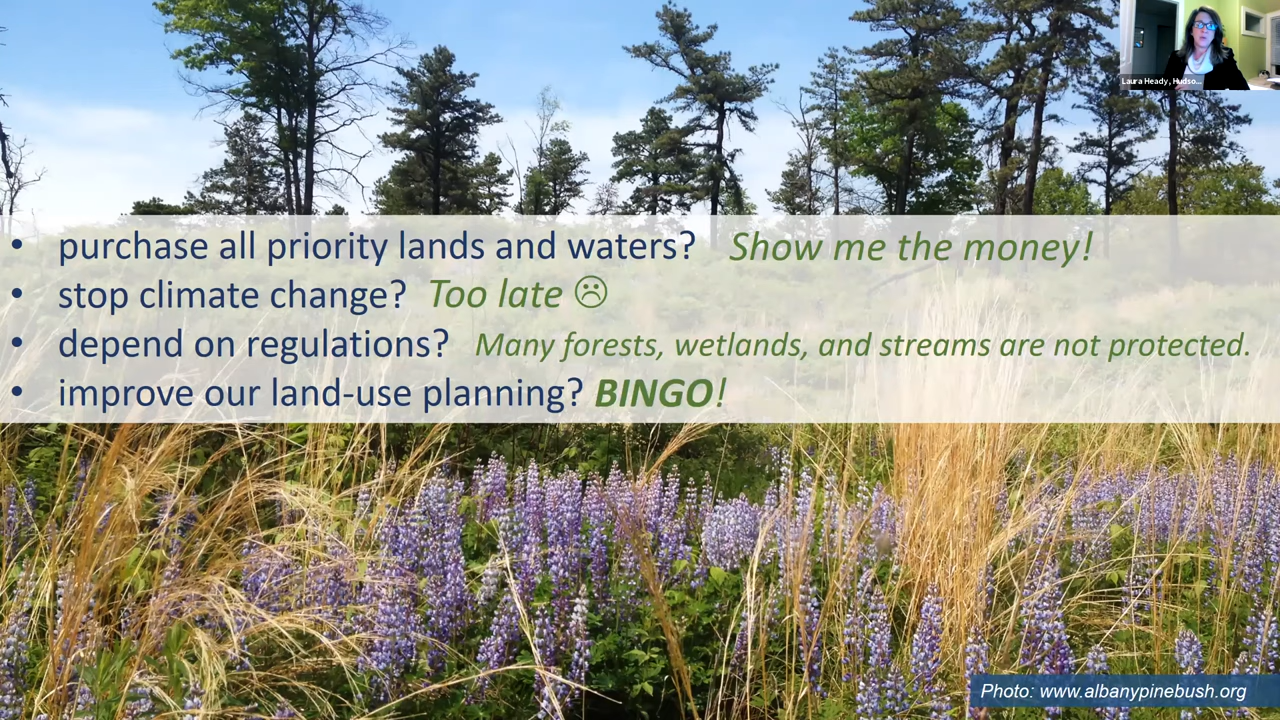 Laura Heady, Hudso...
• purchase all priority lands and waters? Show me the money!
• stop climate change? Too late ☹
• depend on regulations? Many forests, wetlands, and streams are not protected.
• improve our land-use planning? BINGO!
Photo: www.albanypinebush.org